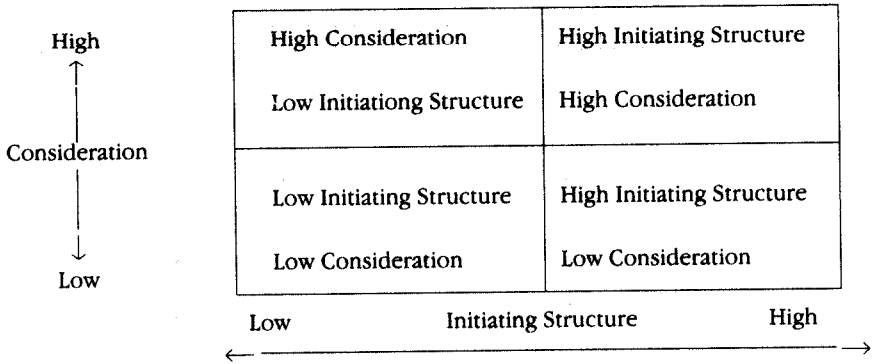 High
Consideration
Low
High Consideration
Low Initiationg Structure
High Initiating Structure
High Consideration
Low Initiating Structure
Low Consideration
High Initiating Structure
Low Consideration
Low Initiating Structure High